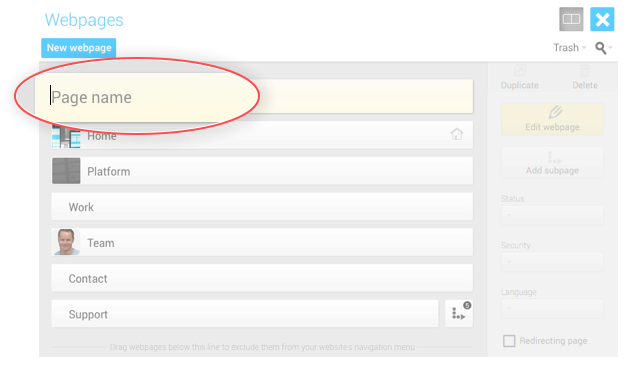 Webpages
New webpage
Trash
Page name
Home
Platform
Work
Team
Contact
Support
5
Drag webpages below this line to exclude them from your website's navigation menu
Duplicate
Delete
Edit webpage
Add subpage
Status
--
Security
--
Language
--
Redirecting page